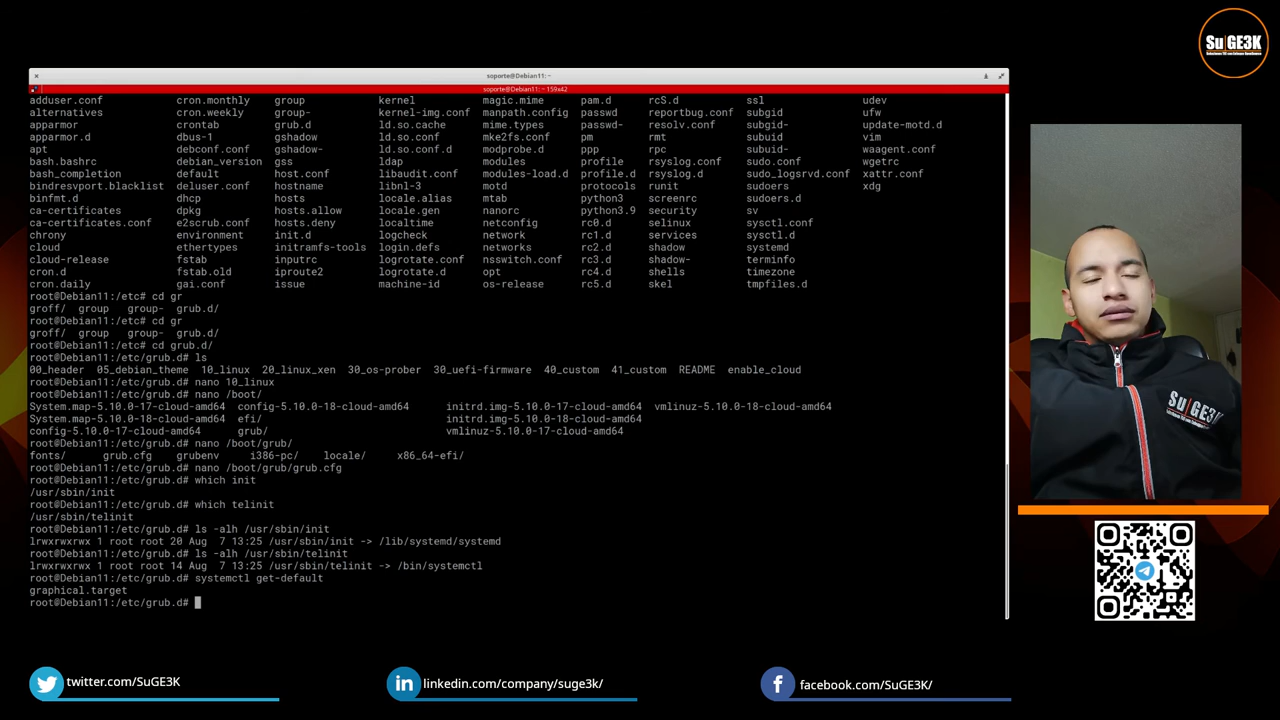 Su|GE3K
soporte@Debian11: ~
soporte@Debian11: ~ 159x42
adduser.conf cron.monthly group kernel magic.mime pam.d rcS.d ssl udev
alternatives cron.weekly group- kernel-img.conf manpath.config passwd reportbug.conf subgid ufw
apparmor crontab grub.d ld.so.cache mime.types passwd- resolv.conf subgid- update-motd.d
apparmor.d dbus-1 gshadow ld.so.conf mke2fs.conf perl rmt subuid vim
apt debconf.conf gshadow- ld.so.conf.d modprobe.d ppp rpc subuid- waagent.conf
bash.bashrc debian_version gss ldap modules profile rsyslog.conf sudo.conf wgetrc
bash_completion default host.conf libaudit.conf modules-load.d profile.d rsyslog.d sudo_logsrvd.conf xattr.conf
bindresvport.blacklist deluser.conf hostname libnl-3 motd protocols runit sudoers xdg
binfmt.d dhcp hosts locale.alias mtab python3 screenrc sudoers.d
ca-certificates dpkg hosts.allow locale.gen nanorc python3.9 security sv
ca-certificates.conf e2scrub.conf hosts.deny localtime netconfig rc0.d selinux sysctl.conf
chrony environment init.d logcheck network rc1.d services sysctl.d
cloud ethertypes initramfs-tools login.defs networks rc2.d shadow systemd
cloud-release fstab inputrc logrotate.conf nsswitch.conf rc3.d shadow- terminfo
cron.d fstab.old iproute2 logrotate.d opt rc4.d shells timezone
cron.daily gai.conf issue machine-id os-release rc5.d skel tmpfiles.d
root@Debian11:/etc# cd gr
groff/ group group- grub.d/
root@Debian11:/etc# cd gr
groff/ group group- grub.d/
root@Debian11:/etc# cd grub.d/
root@Debian11:/etc/grub.d# ls
00_header 05_debian_theme 10_linux 20_linux_xen 30_os-prober 30_uefi-firmware 40_custom 41_custom README enable_cloud
root@Debian11:/etc/grub.d# nano 10_linux
root@Debian11:/etc/grub.d# nano /boot/
System.map-5.10.0-17-cloud-amd64 config-5.10.0-18-cloud-amd64 initrd.img-5.10.0-17-cloud-amd64 vmlinuz-5.10.0-18-cloud-amd64
System.map-5.10.0-18-cloud-amd64 efi/ initrd.img-5.10.0-18-cloud-amd64
config-5.10.0-17-cloud-amd64 grub/ vmlinuz-5.10.0-17-cloud-amd64
root@Debian11:/etc/grub.d# nano /boot/grub/
fonts/ grub.cfg grubenv i386-pc/ locale/ x86_64-efi/
root@Debian11:/etc/grub.d# nano /boot/grub/grub.cfg
root@Debian11:/etc/grub.d# which init
/usr/sbin/init
root@Debian11:/etc/grub.d# which telinit
/usr/sbin/telinit
root@Debian11:/etc/grub.d# ls -alh /usr/sbin/init
lrwxrwxrwx 1 root root 20 Aug 7 13:25 /usr/sbin/init -> /lib/systemd/systemd
root@Debian11:/etc/grub.d# ls -alh /usr/sbin/telinit
lrwxrwxrwx 1 root root 14 Aug 7 13:25 /usr/sbin/telinit -> /bin/systemctl
root@Debian11:/etc/grub.d# systemctl get-default
graphical.target
root@Debian11:/etc/grub.d#
Su|GE3K
twitter.com/SuGE3K
linkedin.com/company/suge3k/
facebook.com/SuGE3K/